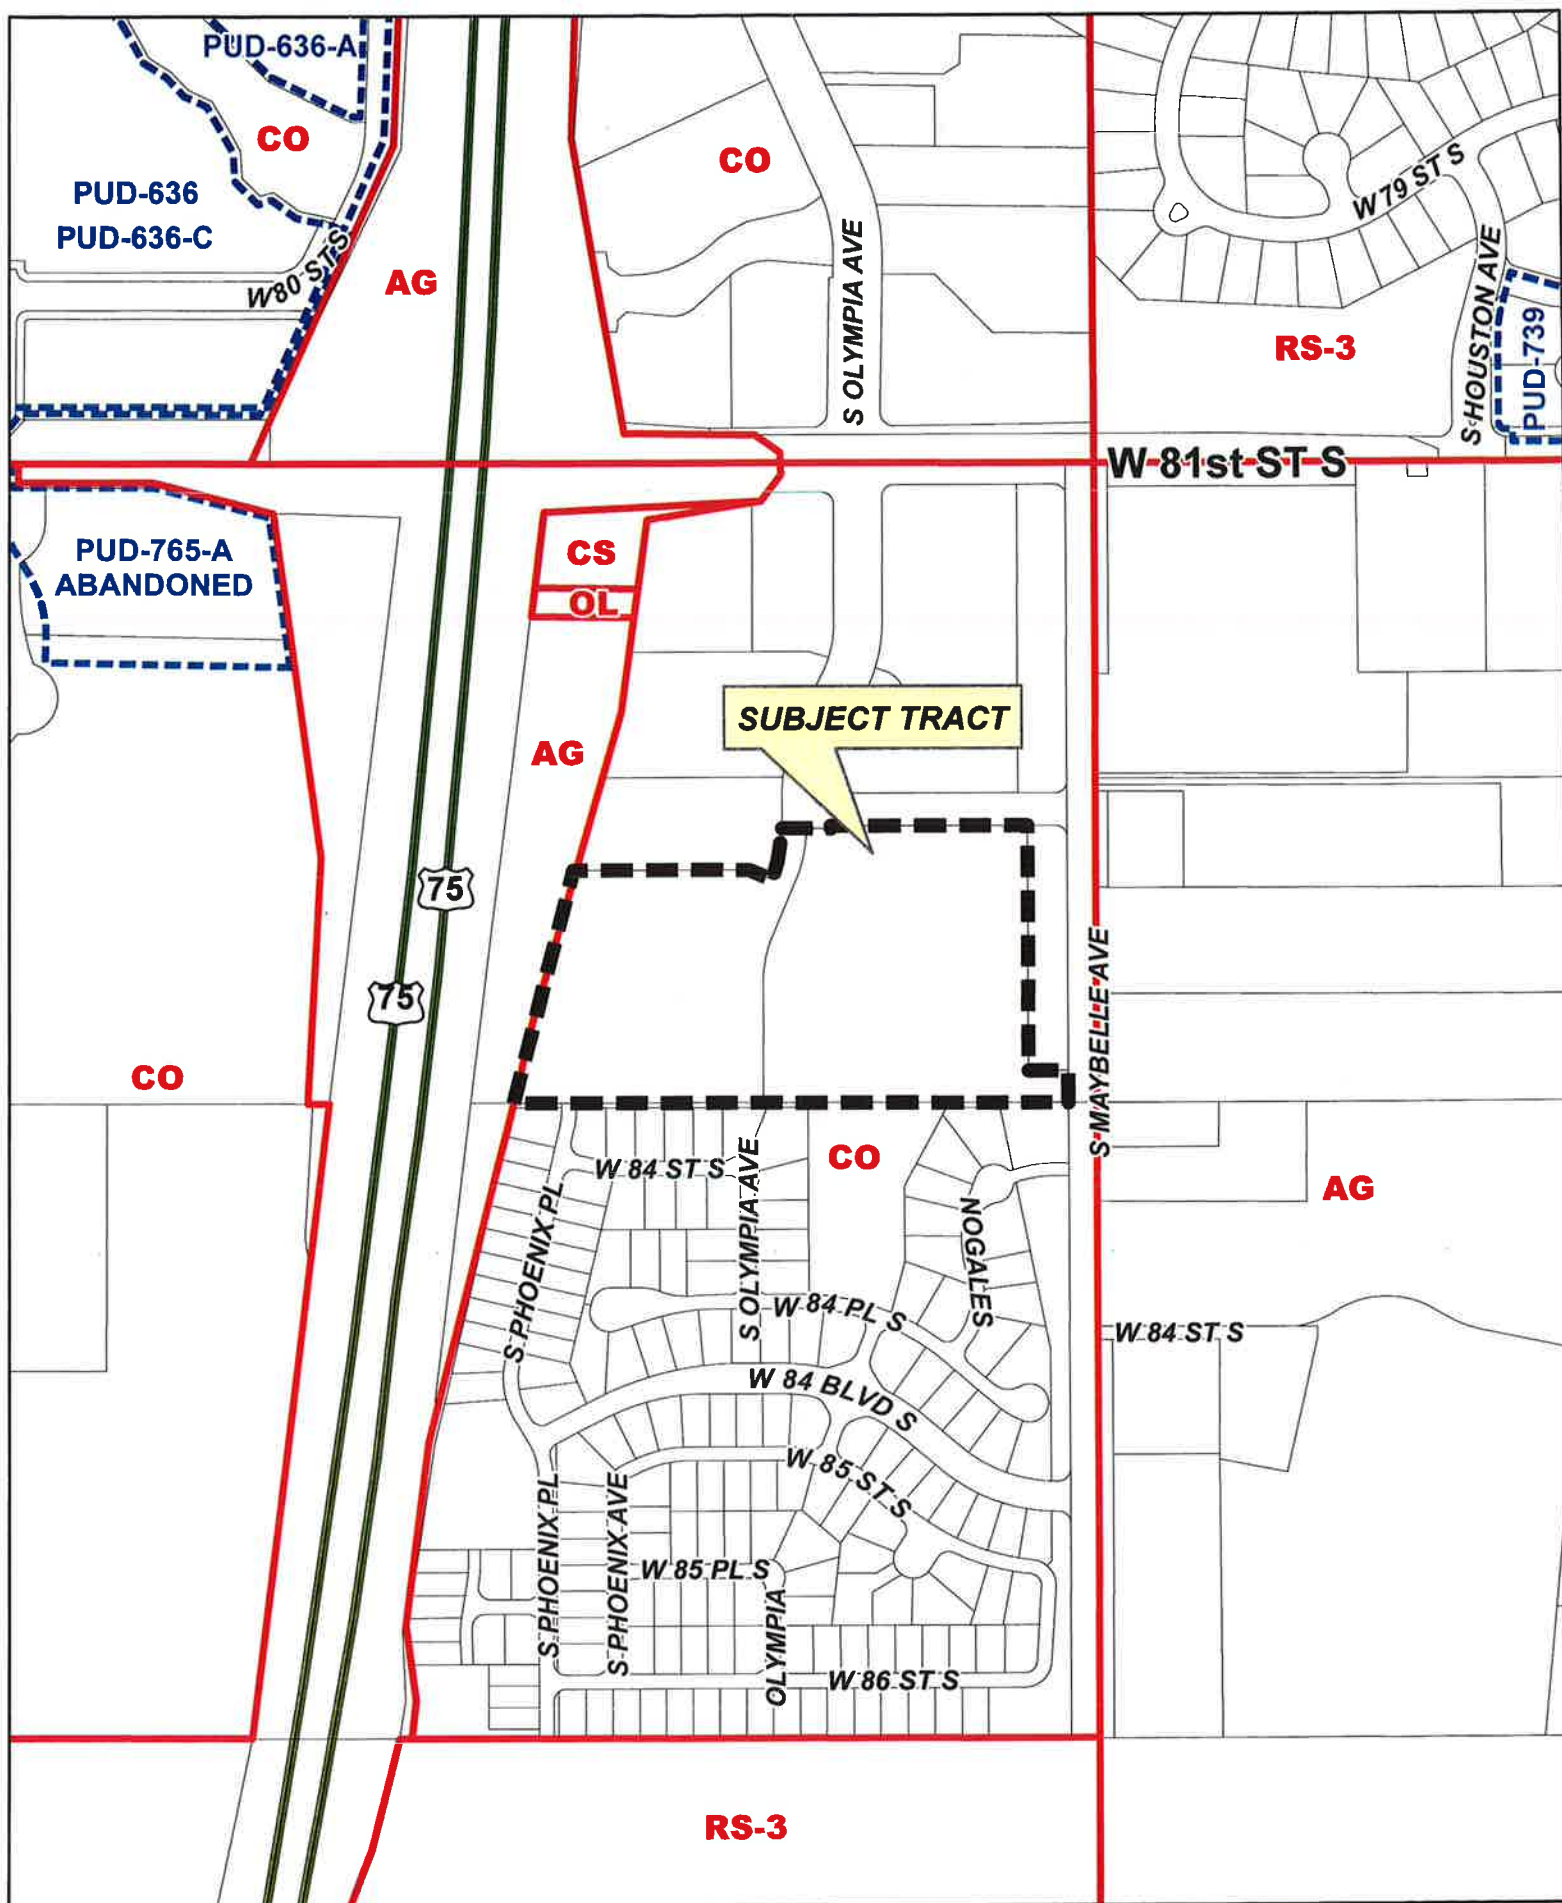 PUD-636-A
CO
CO
PUD-636
PUD-636-C
W 80 ST S
AG
S OLYMPIA AVE
W 79 ST S
S HOUSTON AVE
RS-3
PUD-739
W 81st ST S
PUD-765-A
ABANDONED
CS
OL
SUBJECT TRACT
AG
75
75
CO
S MAYBELLE AVE
W 84 ST S
S OLYMPIA AVE
CO
AG
S PHOENIX PL
NOGALES
W 84 PL S
W 84 ST S
W 84 BLVD S
W 85 ST S
S PHOENIX PL
S PHOENIX AVE
W 85 PL S
OLYMPIA
W 86 ST S
RS-3